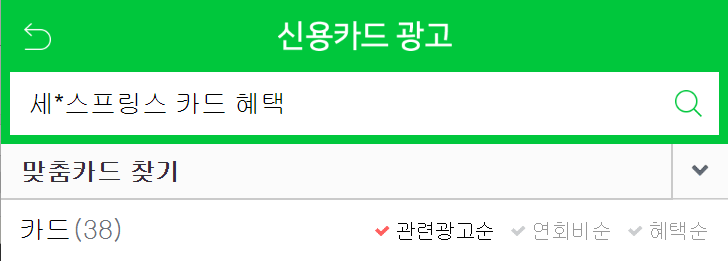 신용카드 광고
세*스프링스 카드 혜택
맞춤카드 찾기
카드(38) 관련광고순 연회비순 혜택순